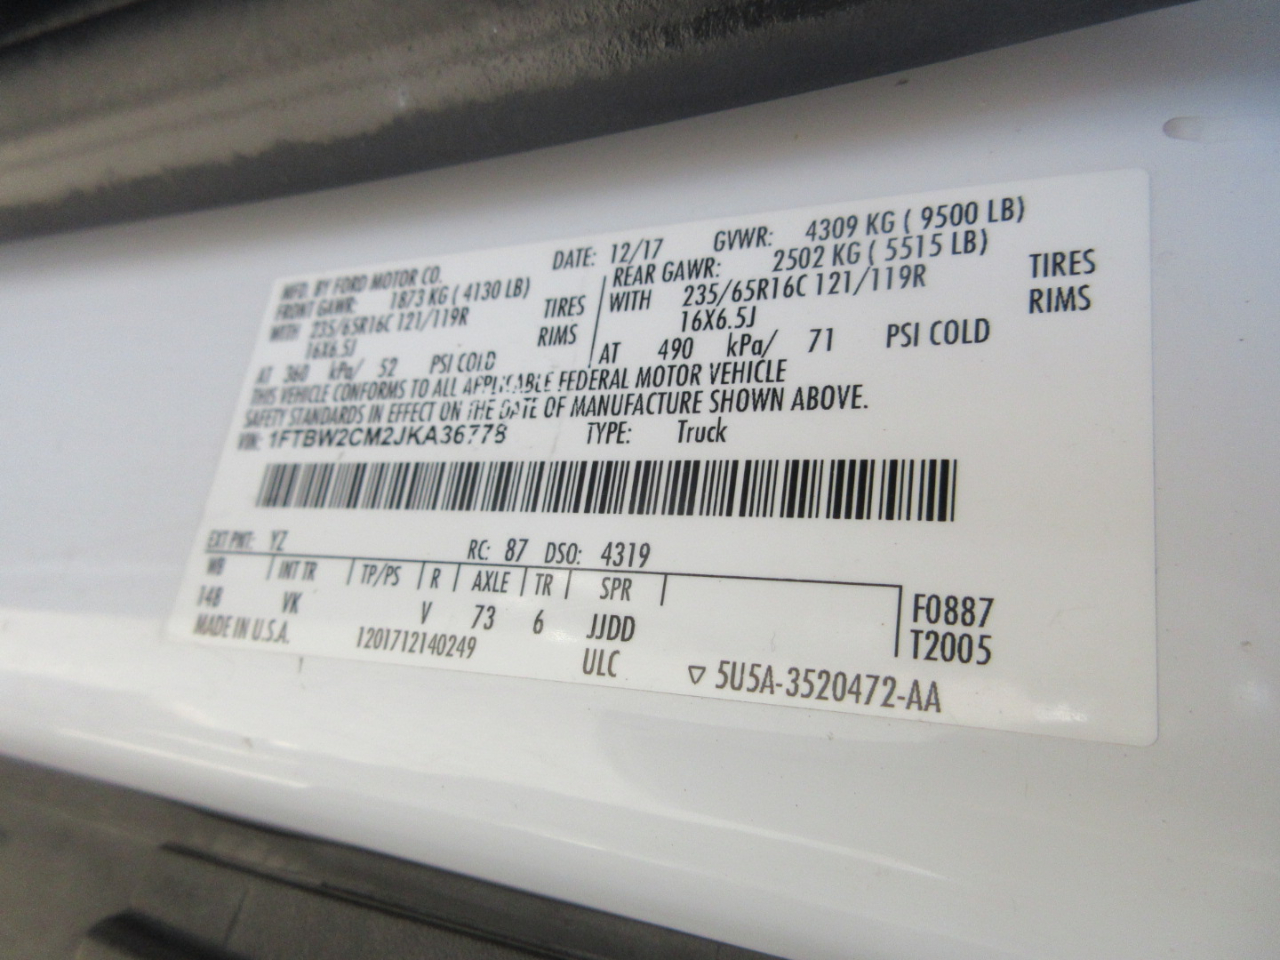 MFD. BY FORD MOTOR CO. DATE: 12/17 GVWR: 4309 KG ( 9500 LB)
FRONT GAWR: 1873 KG ( 4130 LB) REAR GAWR: 2502 KG ( 5515 LB)
WITH 235/65R16C 121/119R TIRES WITH 235/65R16C 121/119R TIRES
16X6.5J RIMS 16X6.5J RIMS
AT 360 kPa/ 52 PSI COLD AT 490 kPa/ 71 PSI COLD
THIS VEHICLE CONFORMS TO ALL APPLICABLE FEDERAL MOTOR VEHICLE
SAFETY STANDARDS IN EFFECT ON THE DATE OF MANUFACTURE SHOWN ABOVE.
VIN: 1FTBW2CM2JKA36778 TYPE: Truck
EXT PNT: YZ RC: 87 DSO: 4319
WB INT TR TP/PS R AXLE TR SPR F0887
148 VK V 73 6 JJDD T2005
MADE IN U.S.A. 1201712140249 ULC ▽ 5U5A-3520472-AA